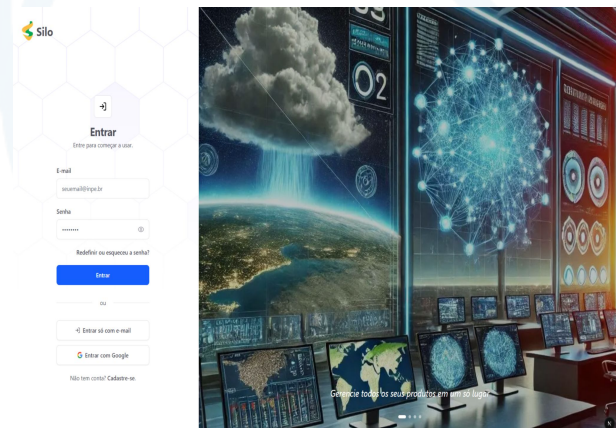 Silo
Entrar
Entre para começar a usar.
E-mail
seuemail@inpe.br
Senha
••••••••
Redefinir ou esqueceu a senha?
Entrar
ou
Entrar só com e-mail
Entrar com Google
Não tem conta? Cadastre-se.
02
Gerencie todos os seus produtos em um só lugar